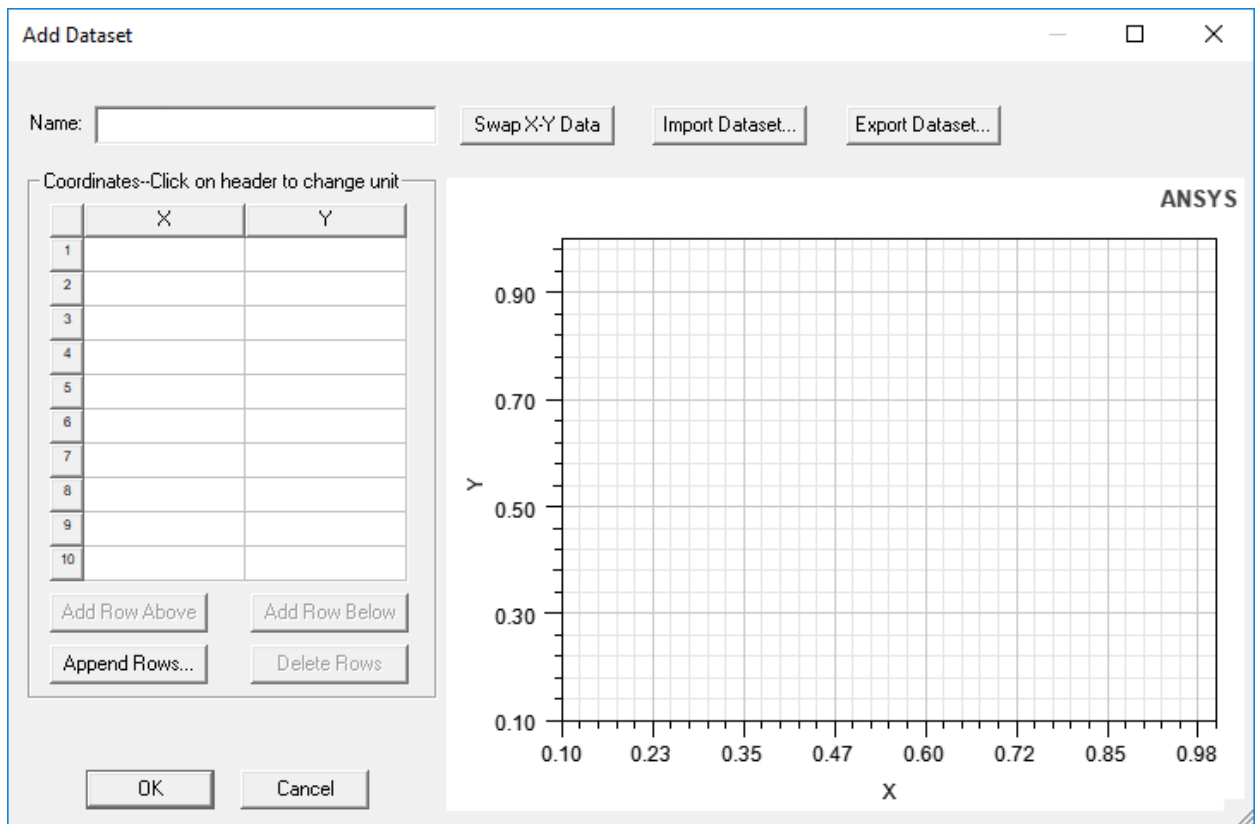 Add Dataset
Name:
Swap X-Y Data
Import Dataset...
Export Dataset...
Coordinates--Click on header to change unit
X Y
1
2
3
4
5
6
7
8
9
10
Add Row Above
Add Row Below
Append Rows...
Delete Rows
OK
Cancel
ANSYS
0.90
0.70
0.50
0.30
0.10
Y
0.10 0.23 0.35 0.47 0.60 0.72 0.85 0.98
X